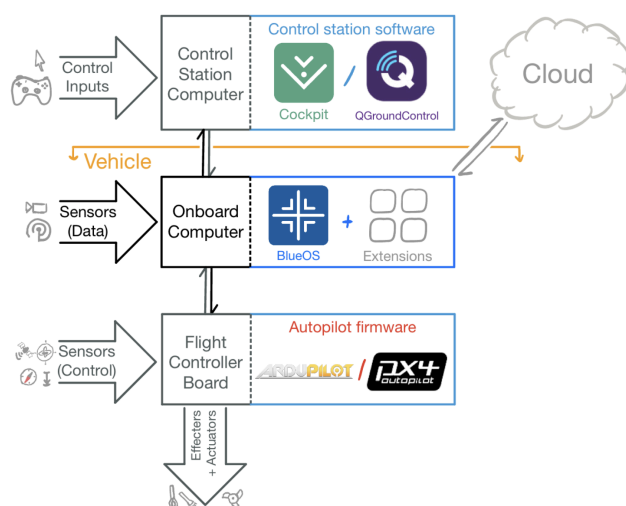 Control station software
Control
Inputs
Control
Station
Computer
/
Cockpit
QGroundControl
Cloud
Vehicle
Sensors
(Data)
Onboard
Computer
+
BlueOS
Extensions
Autopilot firmware
Sensors
(Control)
Flight
Controller
Board
ARDUPILOT
/
px4
autopilot
Effecters
+ Actuators